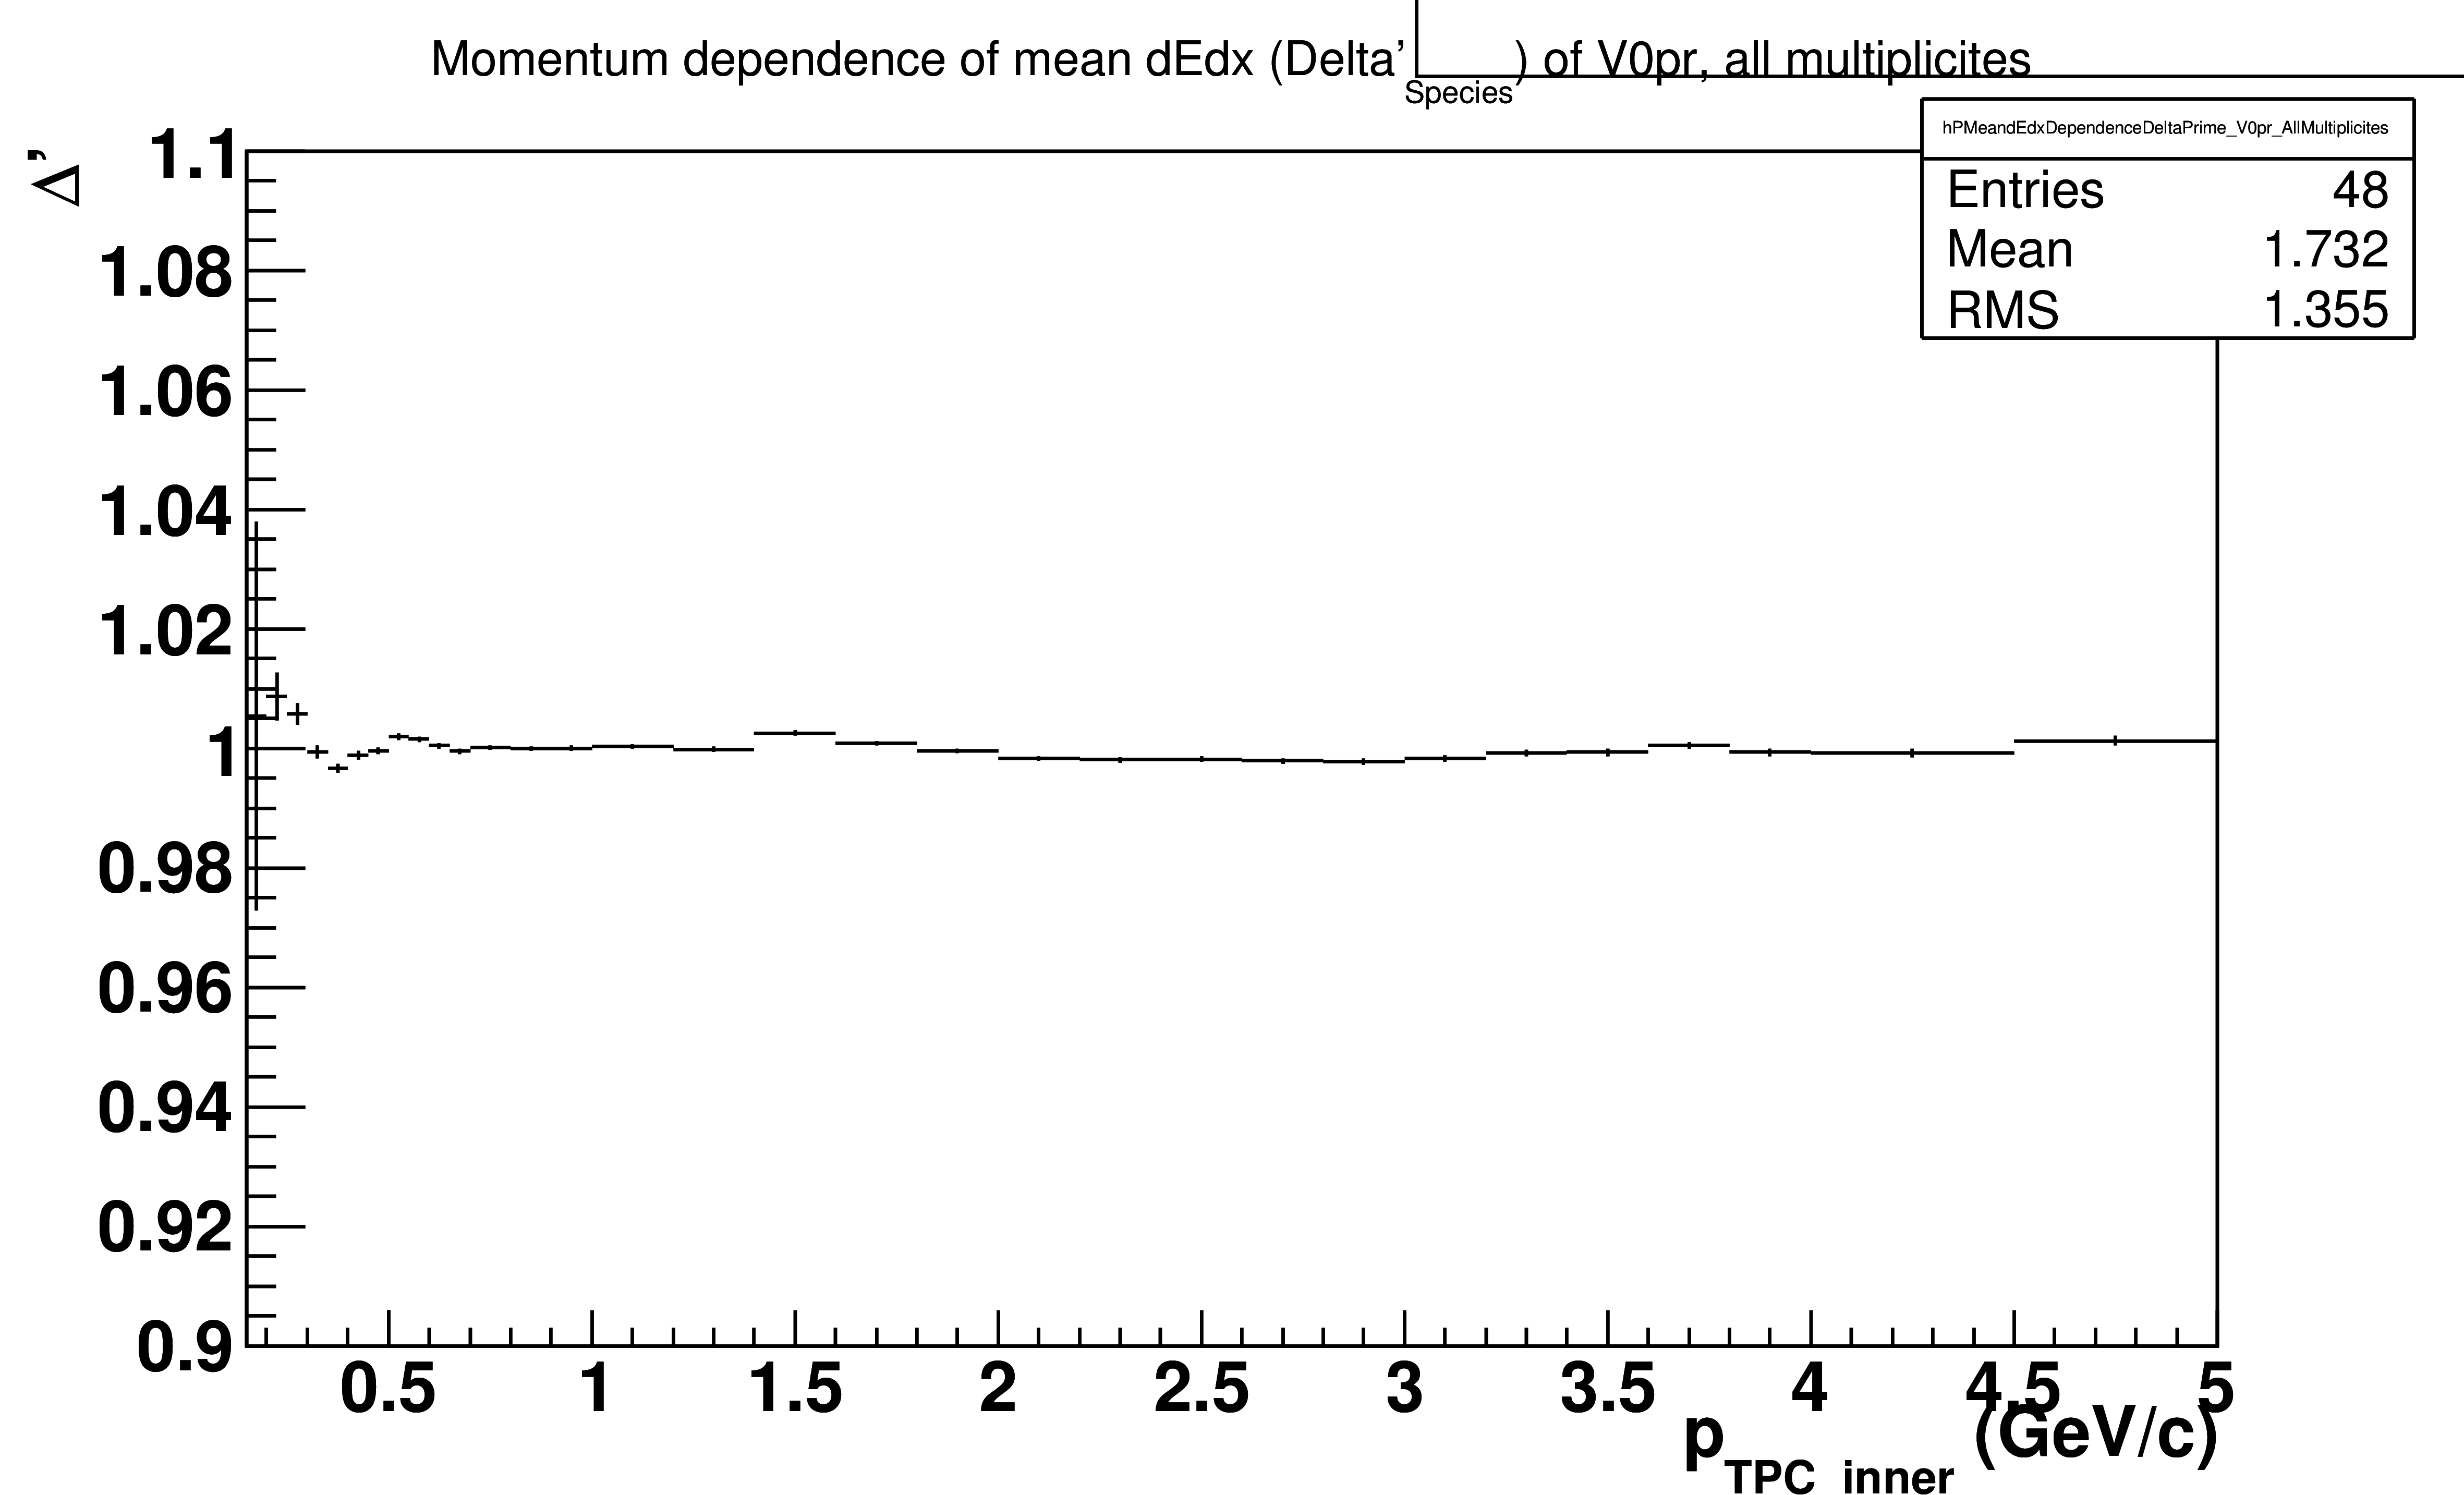 Momentum dependence of mean dEdx (Delta'Species) of V0pr, all multiplicites
hPMeandEdxDependenceDeltaPrime_V0pr_AllMultiplicites
Entries 48
Mean 1.732
RMS 1.355
Δ'
1.1
1.08
1.06
1.04
1.02
1
0.98
0.96
0.94
0.92
0.9
0.5 1 1.5 2 2.5 3 3.5 4 4.5 5
pTPC inner (GeV/c)